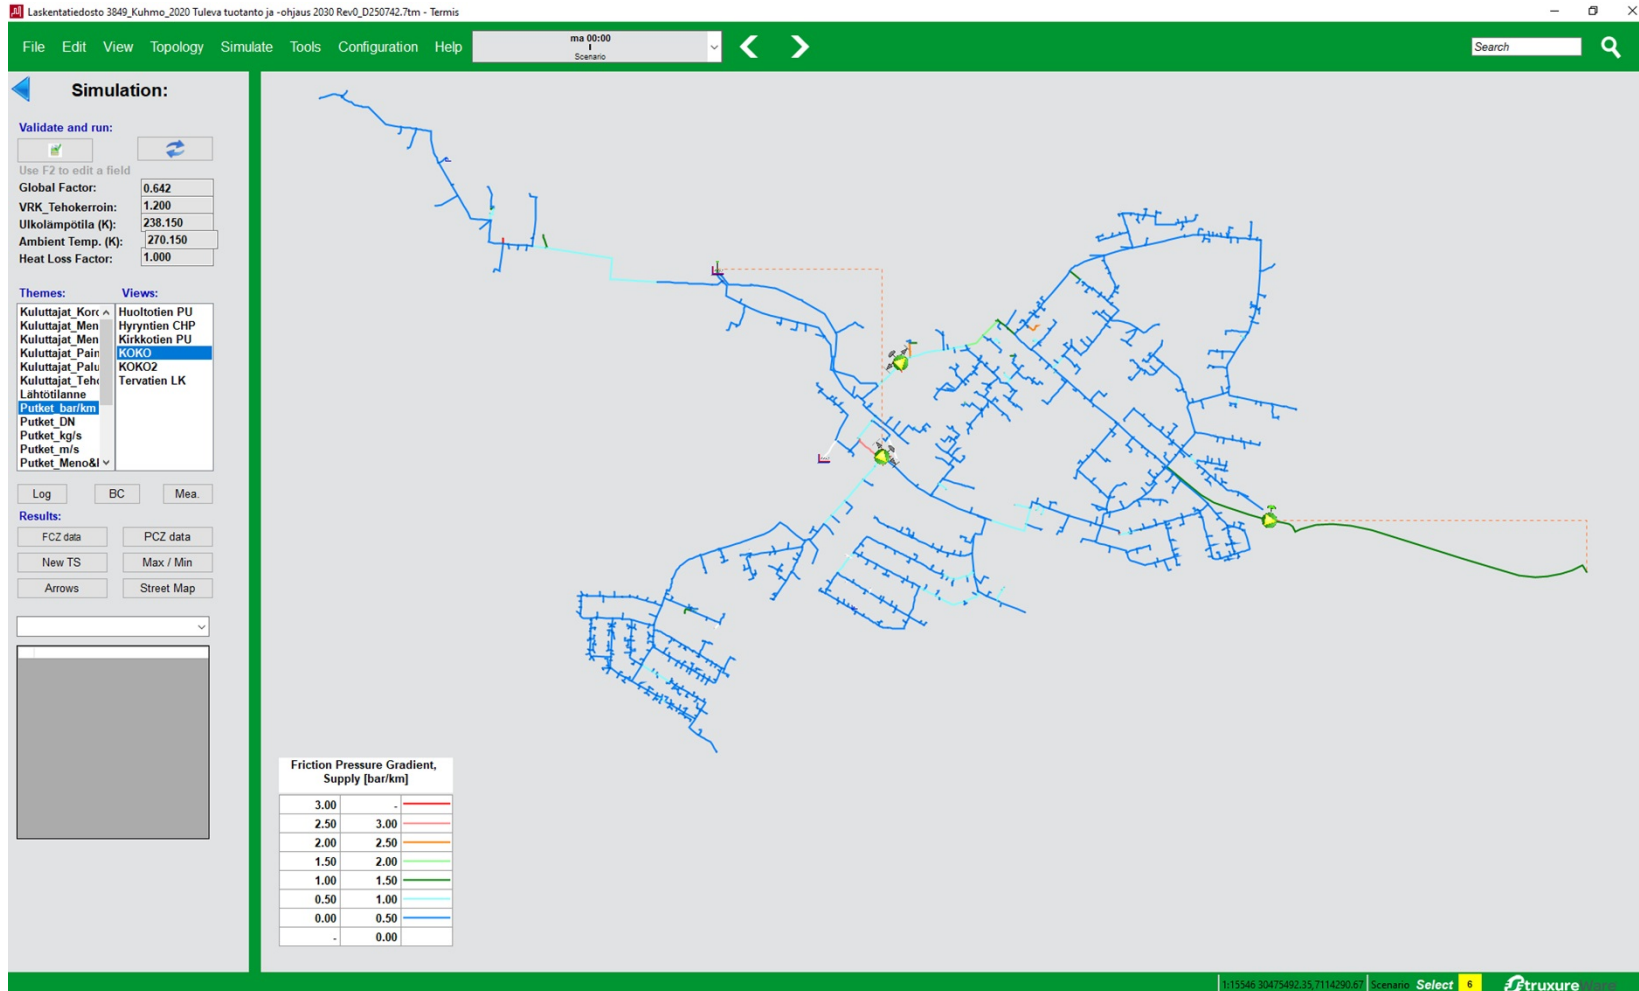 Laskentatiedosto 3849_Kuhmo_2020 Tuleva tuotanto ja -ohjaus 2030 Rev0_D250742.7tm - Termis
File Edit View Topology Simulate Tools Configuration Help
ma 00:00
Scenario
Search
Simulation:
Validate and run:
Use F2 to edit a field
Global Factor: 0.642
VRK_Tehokerroin: 1.200
Ulkolämpötila (K): 238.150
Ambient Temp. (K): 270.150
Heat Loss Factor: 1.000
Themes: Views:
Kuluttajat_Kor Huoltotien PU
Kuluttajat_Men Hyryntien CHP
Kuluttajat_Men Kirkkotien PU
Kuluttajat_Pain KOKO
Kuluttajat_Palu KOKO2
Kuluttajat_Teh Tervatien LK
Lähtötilanne
Putket_bar/km
Putket_DN
Putket_kg/s
Putket_m/s
Putket_Meno&
Log BC Mea.
Results:
FCZ data PCZ data
New TS Max / Min
Arrows Street Map
Friction Pressure Gradient,
Supply [bar/km]
3.00 -
2.50 3.00
2.00 2.50
1.50 2.00
1.00 1.50
0.50 1.00
0.00 0.50
- 0.00
1:15546 30475492.35,7114290.67 Scenario Select 6 Struxureware